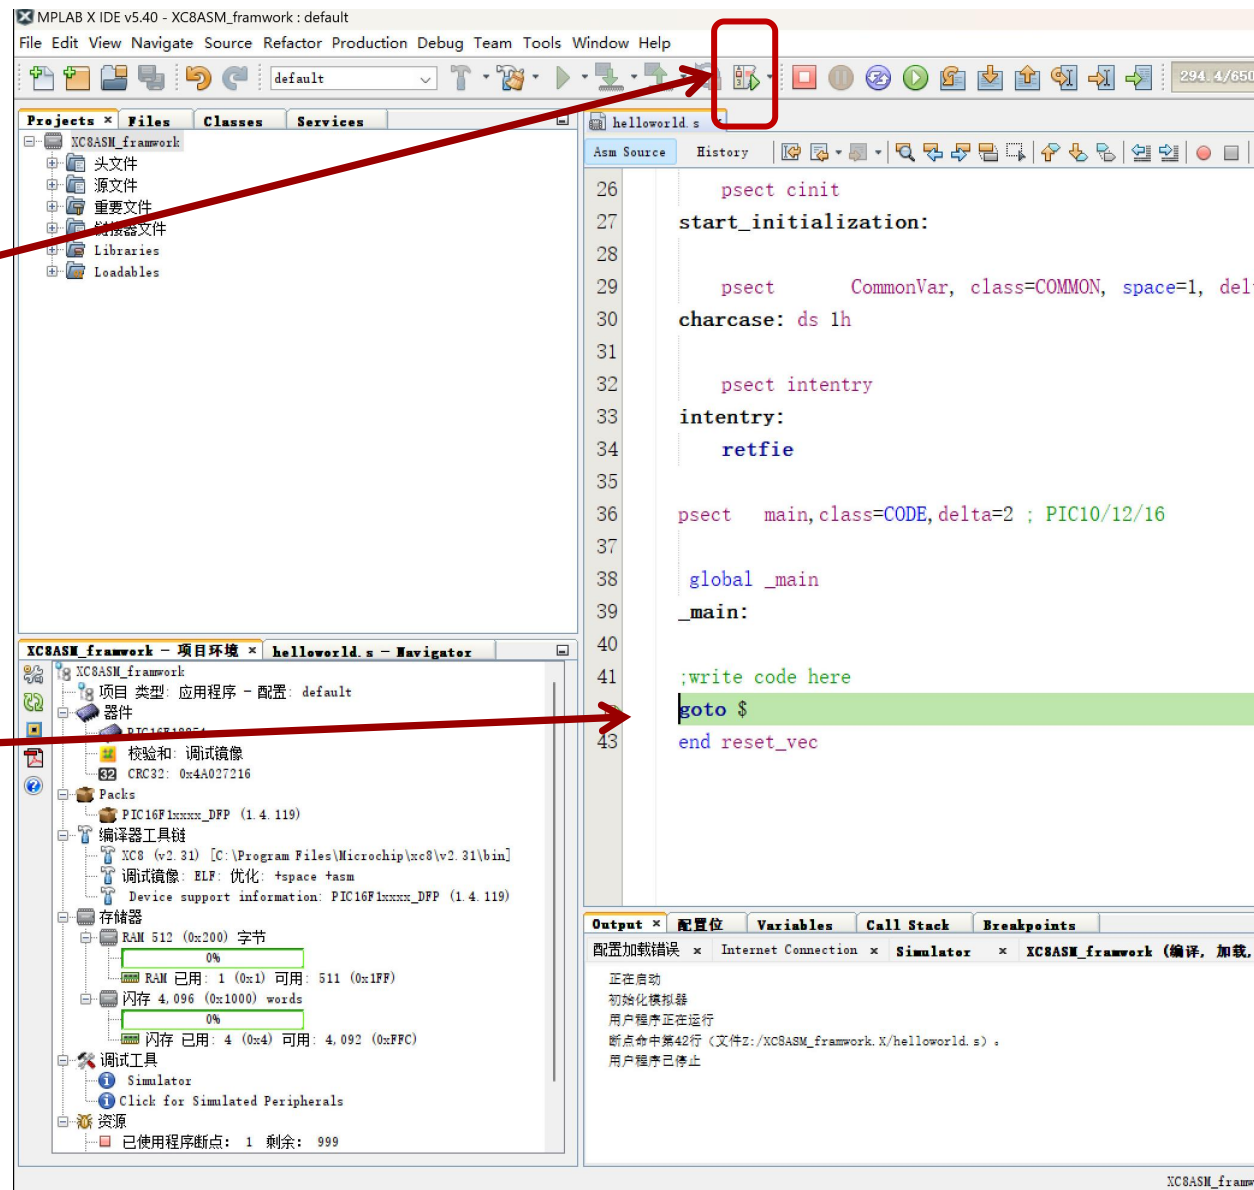 MPLAB X IDE v5.40 - XC8ASM_framwork : default
File Edit View Navigate Source Refactor Production Debug Team Tools Window Help
default
294.4/650
Projects × Files Classes Services
XC8ASM_framwork
头文件
源文件
重要文件
链接器文件
Libraries
Loadables
helloworld.s
Asm Source History
26 psect cinit
27 start_initialization:
28
29 psect CommonVar, class=COMMON, space=1, del
30 charcase: ds 1h
31
32 psect intentry
33 intentry:
34 retfie
35
36 psect main,class=CODE,delta=2 ; PIC10/12/16
37
38 global _main
39 _main:
40
41 ;write code here
goto $
43 end reset_vec
XC8ASM_framwork - 项目环境 × helloworld.s - Navigator
XC8ASM_framwork
项目 类型: 应用程序 - 配置: default
器件
校验和: 调试镜像
32 CRC32: 0x4A027216
Packs
PIC16F1xxxx_DFP (1.4.119)
编译器工具链
XC8 (v2.31) [C:\Program Files\Microchip\xc8\v2.31\bin]
调试镜像: ELF: 优化: +space +asm
Device support information: PIC16F1xxxx_DFP (1.4.119)
存储器
RAM 512 (0x200) 字节
0%
RAM 已用: 1 (0x1) 可用: 511 (0x1FF)
闪存 4,096 (0x1000) words
0%
闪存 已用: 4 (0x4) 可用: 4,092 (0xFFC)
调试工具
Simulator
Click for Simulated Peripherals
资源
已使用程序断点: 1 剩余: 999
Output × 配置位 Variables Call Stack Breakpoints
配置加载错误 × Internet Connection × Simulator × XC8ASM_framwork (编译, 加载,
正在启动
初始化模拟器
用户程序正在运行
断点命中第42行 (文件Z:/XC8ASM_framwork.X/helloworld.s)。
用户程序已停止
XC8ASM_framw